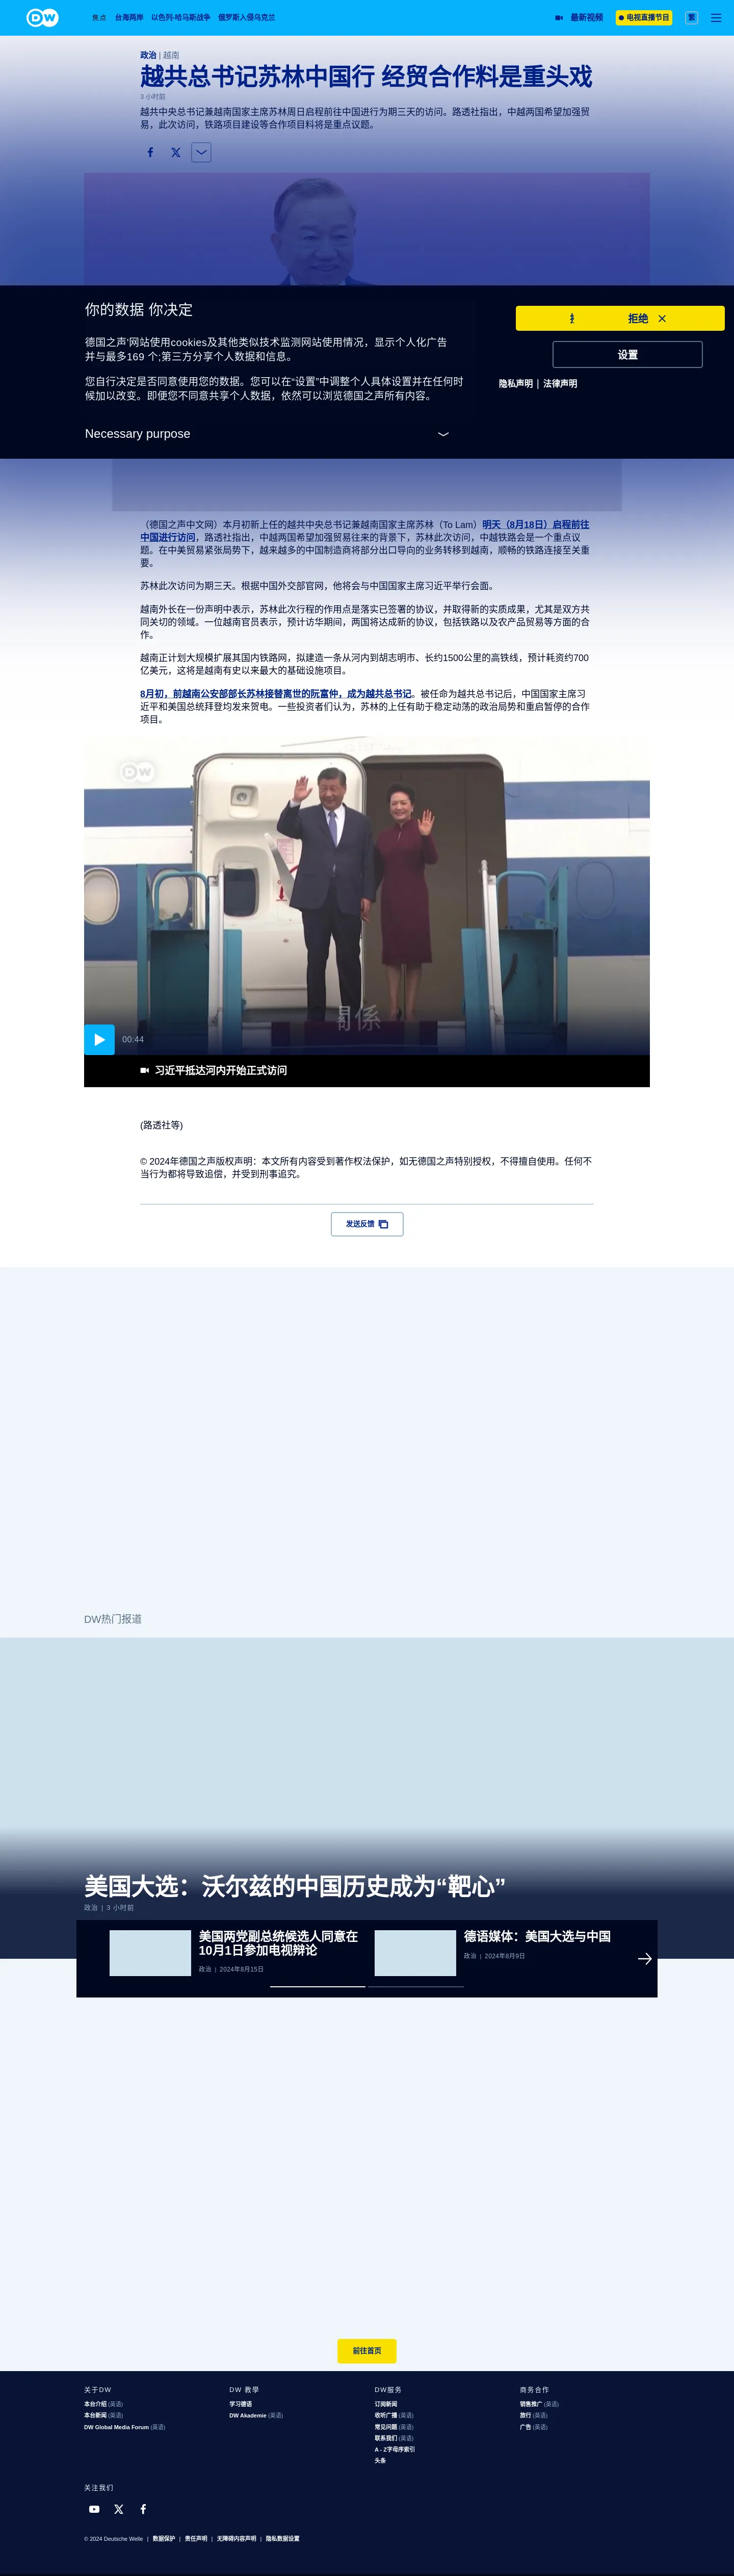 DW
焦点 台海两岸 以色列-哈马斯战争 俄罗斯入侵乌克兰 最新视频 电视直播节目 繁
政治 | 越南
越共总书记苏林中国行 经贸合作料是重头戏
3 小时前
越共中央总书记兼越南国家主席苏林周日启程前往中国进行为期三天的访问。路透社指出，中越两国希望加强贸
易，此次访问，铁路项目建设等合作项目料将是重点议题。
你的数据 你决定
拒绝
德国之声'网站使用cookies及其他类似技术监测网站使用情况，显示个人化广告
并与最多169 个;第三方分享个人数据和信息。
设置
您自行决定是否同意使用您的数据。您可以在“设置”中调整个人具体设置并在任何时
候加以改变。即便您不同意共享个人数据，依然可以浏览德国之声所有内容。
隐私声明 | 法律声明
Necessary purpose
（德国之声中文网）本月初新上任的越共中央总书记兼越南国家主席苏林（To Lam）明天（8月18日）启程前往
中国进行访问，路透社指出，中越两国希望加强贸易往来的背景下，苏林此次访问，中越铁路会是一个重点议
题。在中美贸易紧张局势下，越来越多的中国制造商将部分出口导向的业务转移到越南，顺畅的铁路连接至关重
要。
苏林此次访问为期三天。根据中国外交部官网，他将会与中国国家主席习近平举行会面。
越南外长在一份声明中表示，苏林此次行程的作用点是落实已签署的协议，并取得新的实质成果，尤其是双方共
同关切的领域。一位越南官员表示，预计访华期间，两国将达成新的协议，包括铁路以及农产品贸易等方面的合
作。
越南正计划大规模扩展其国内铁路网，拟建造一条从河内到胡志明市、长约1500公里的高铁线，预计耗资约700
亿美元，这将是越南有史以来最大的基础设施项目。
8月初，前越南公安部部长苏林接替离世的阮富仲，成为越共总书记。被任命为越共总书记后，中国国家主席习
近平和美国总统拜登均发来贺电。一些投资者们认为，苏林的上任有助于稳定动荡的政治局势和重启暂停的合作
项目。
DW
00:44
習近平抵达河内开始正式访问
(路透社等)
© 2024年德国之声版权声明：本文所有内容受到著作权法保护，如无德国之声特别授权，不得擅自使用。任何不
当行为都将导致追偿，并受到刑事追究。
发送反馈
DW热门报道
美国大选：沃尔兹的中国历史成为“靶心”
政治 | 3 小时前
美国两党副总统候选人同意在
10月1日参加电视辩论
政治 | 2024年8月15日
德语媒体：美国大选与中国
政治 | 2024年8月9日
前往首页
关于DW
本台介绍 (英语)
本台新闻 (英语)
DW Global Media Forum (英语)
DW 教學
学习德语
DW Akademie (英语)
DW服务
订阅新闻
收听广播 (英语)
常见问题 (英语)
联系我们 (英语)
A - Z字母序索引
头条
商务合作
销售推广 (英语)
旅行 (英语)
广告 (英语)
关注我们
© 2024 Deutsche Welle | 数据保护 | 责任声明 | 无障碍内容声明 | 隐私数据设置